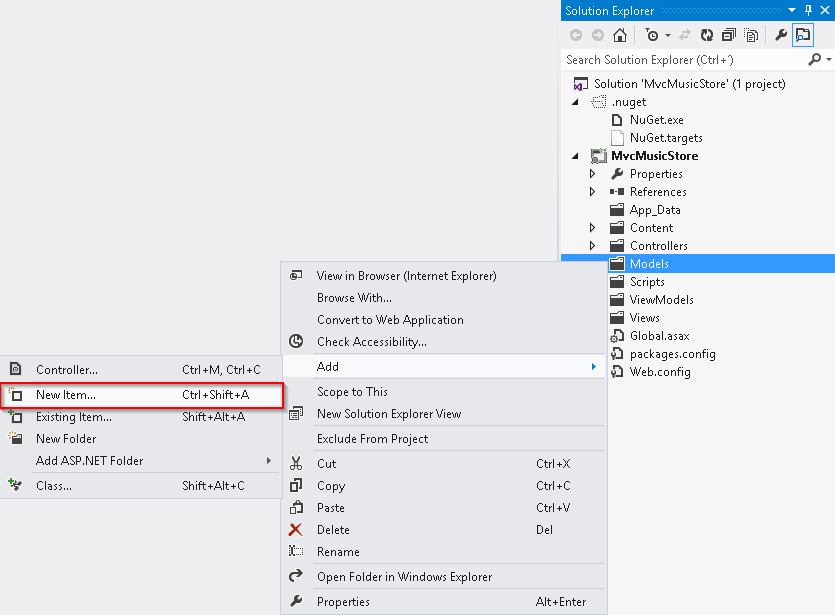 Solution Explorer
Search Solution Explorer (Ctrl+')
Solution 'MvcMusicStore' (1 project)
.nuget
NuGet.exe
NuGet.targets
MvcMusicStore
Properties
References
App_Data
Content
Controllers
Models
Scripts
ViewModels
Views
Global.asax
packages.config
Web.config
View in Browser (Internet Explorer)
Browse With...
Convert to Web Application
Check Accessibility...
Add
Scope to This
New Solution Explorer View
Exclude From Project
Cut Ctrl+X
Copy Ctrl+C
Paste Ctrl+V
Delete Del
Rename
Open Folder in Windows Explorer
Properties Alt+Enter
Controller... Ctrl+M, Ctrl+C
New Item... Ctrl+Shift+A
Existing Item... Shift+Alt+A
New Folder
Add ASP.NET Folder
Class... Shift+Alt+C